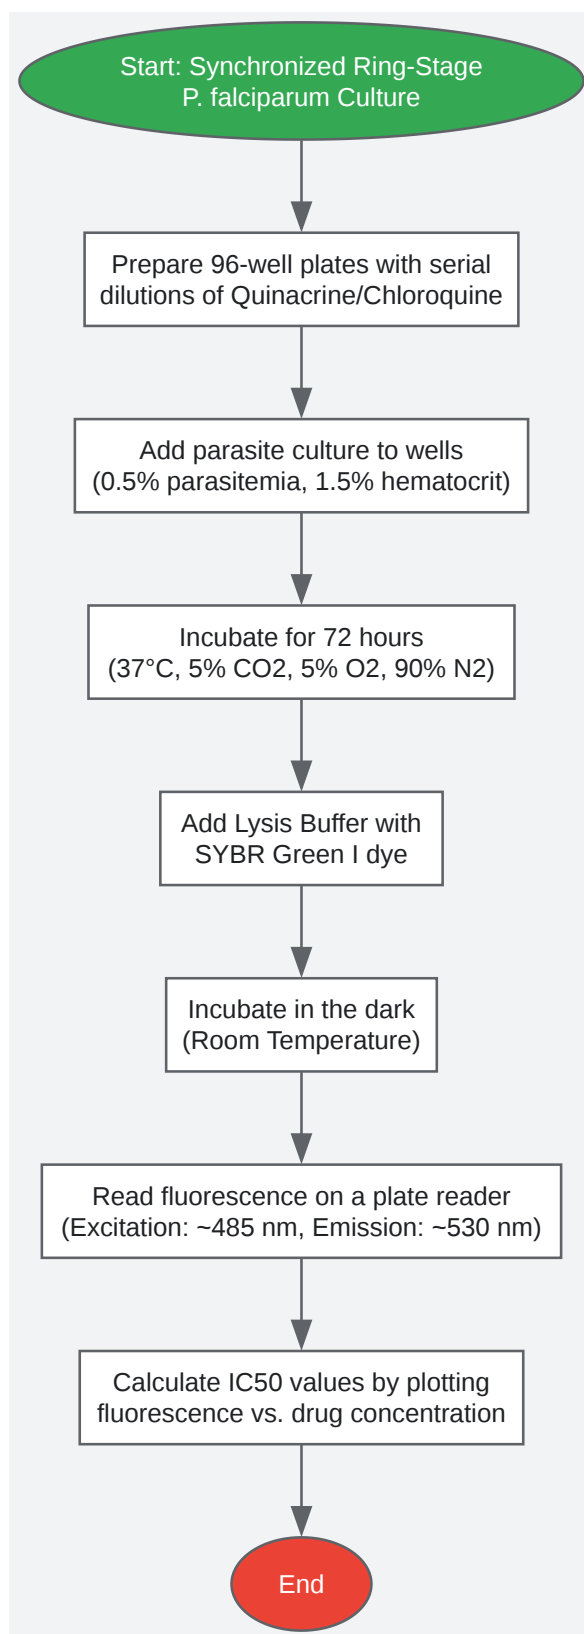 Start: Synchronized Ring-Stage
P. falciparum Culture
Prepare 96-well plates with serial
dilutions of Quinacrine/Chloroquine
Add parasite culture to wells
(0.5% parasitemia, 1.5% hematocrit)
Incubate for 72 hours
(37°C, 5% CO2, 5% O2, 90% N2)
Add Lysis Buffer with
SYBR Green I dye
Incubate in the dark
(Room Temperature)
Read fluorescence on a plate reader
(Excitation: ~485 nm, Emission: ~530 nm)
Calculate IC50 values by plotting
fluorescence vs. drug concentration
End